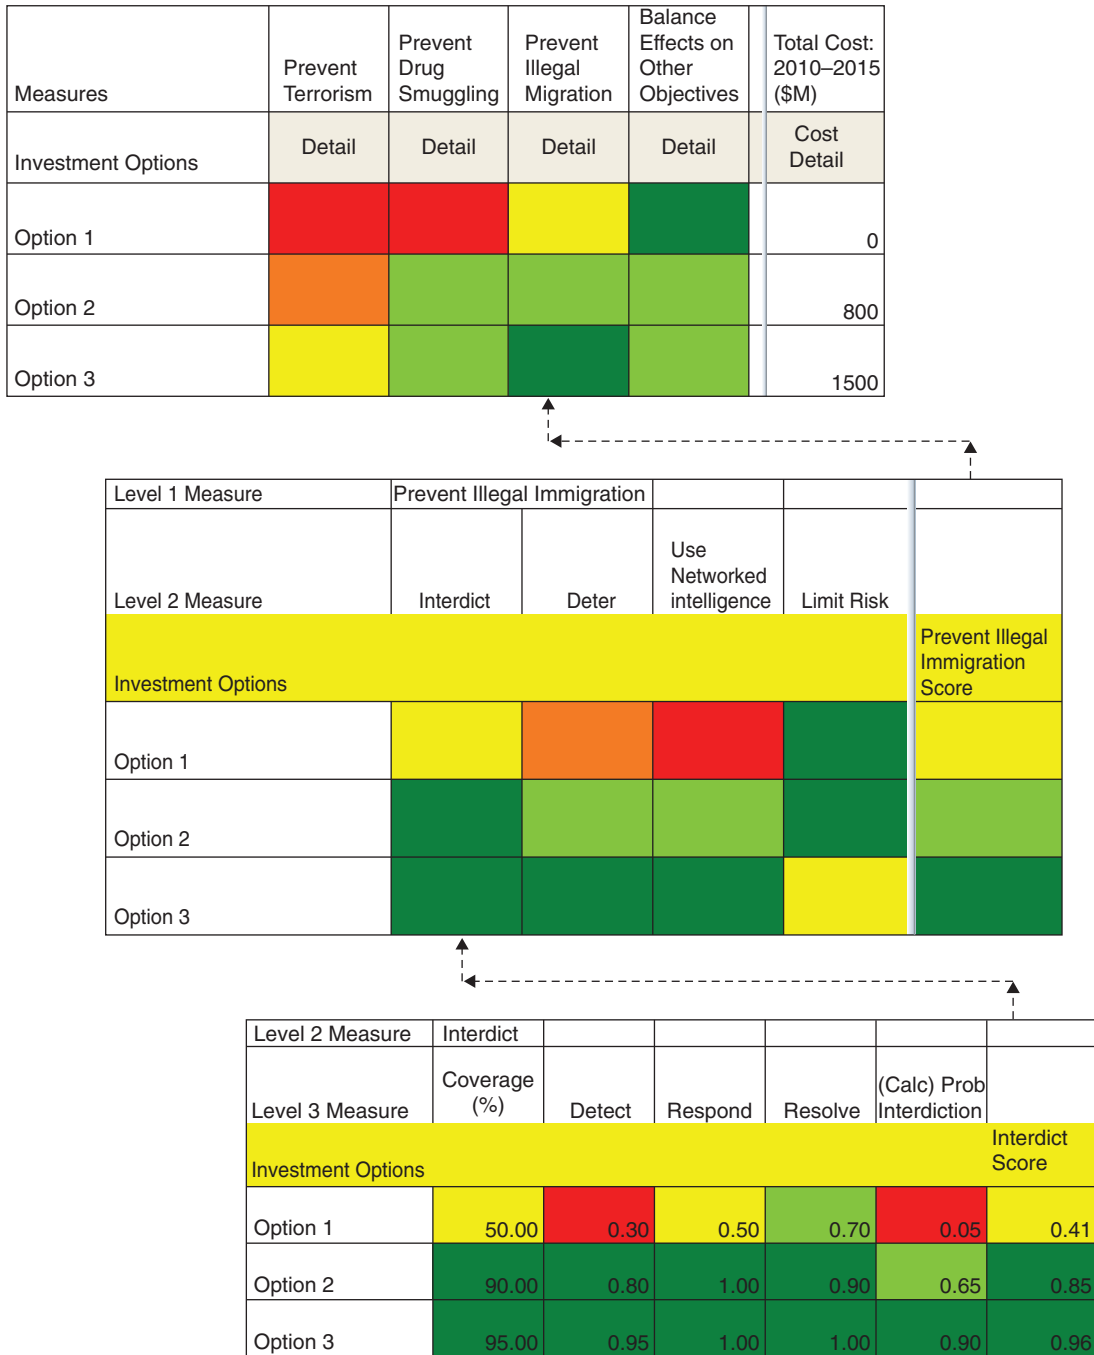 Measures
Prevent
Terrorism
Prevent
Drug
Smuggling
Prevent
Illegal
Migration
Balance
Effects on
Other
Objectives
Total Cost:
2010–2015
($M)
Investment Options
Detail
Detail
Detail
Detail
Cost
Detail
Option 1
0
Option 2
800
Option 3
1500
Level 1 Measure
Prevent Illegal Immigration
Level 2 Measure
Interdict
Deter
Use
Networked
intelligence
Limit Risk
Investment Options
Prevent Illegal
Immigration
Score
Option 1
Option 2
Option 3
Level 2 Measure
Interdict
Level 3 Measure
Coverage
(%)
Detect
Respond
Resolve
(Calc) Prob
Interdiction
Investment Options
Interdict
Score
Option 1 50.00 0.30 0.50 0.70 0.05 0.41
Option 2 90.00 0.80 1.00 0.90 0.65 0.85
Option 3 95.00 0.95 1.00 1.00 0.90 0.96